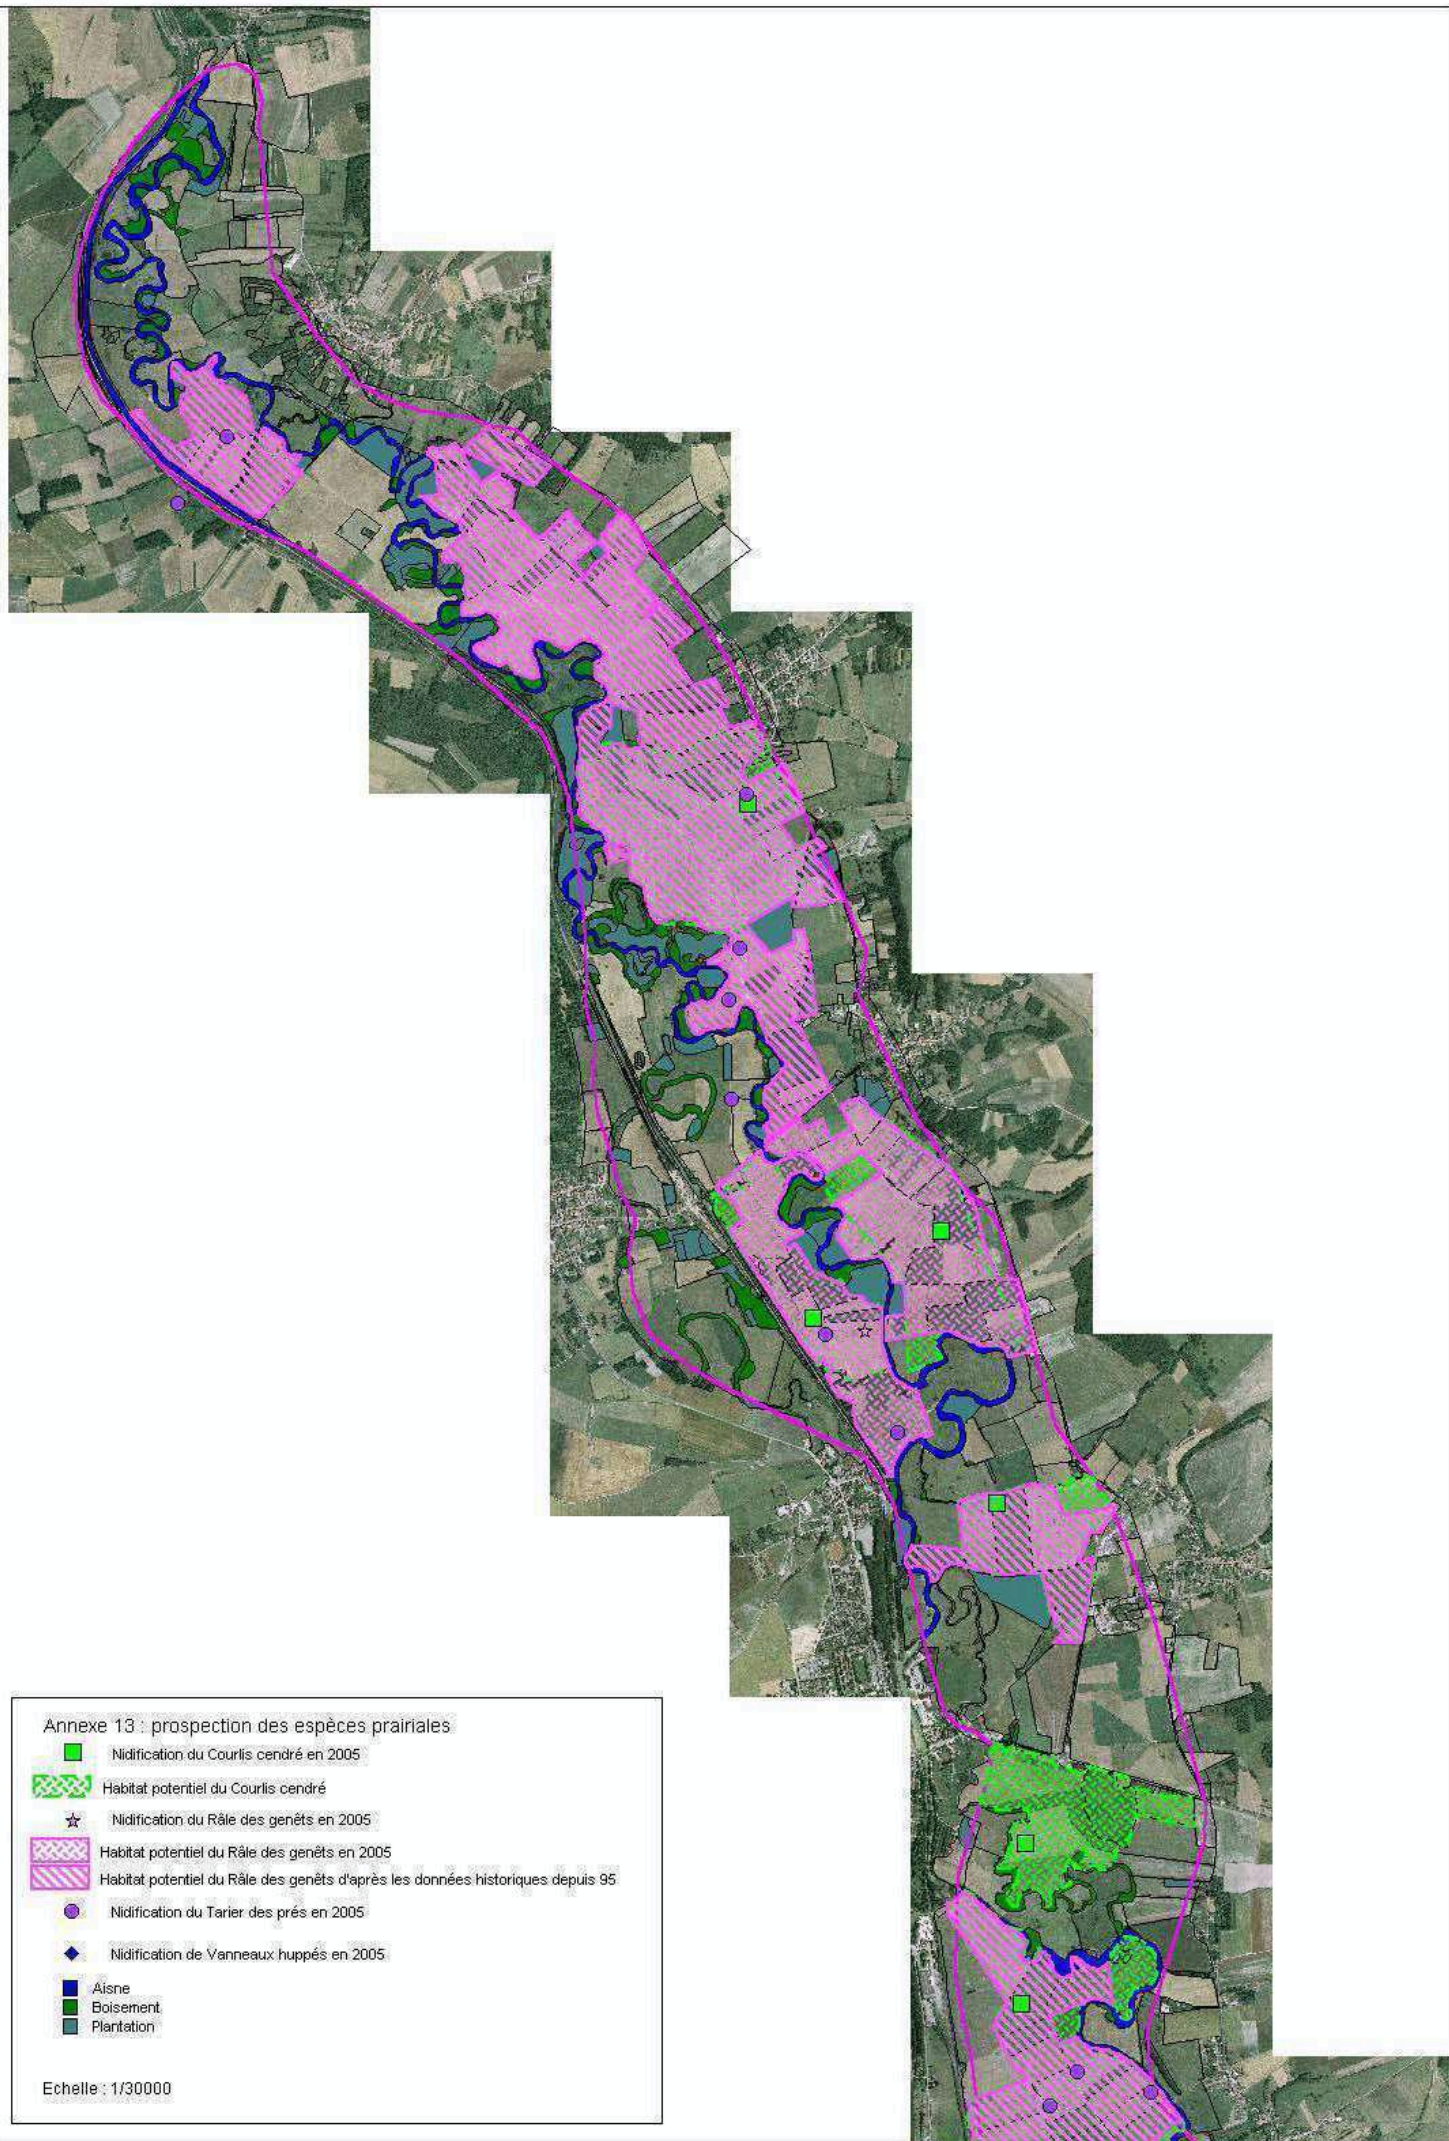 Annexe 13 : prospection des espèces prairiales
Nidification du Courlis cendré en 2005
Habitat potentiel du Courlis cendré
Nidification du Râle des genêts en 2005
Habitat potentiel du Râle des genêts en 2005
Habitat potentiel du Râle des genêts d'après les données historiques depuis 95
Nidification du Tarier des prés en 2005
Nidification de Vanneaux huppés en 2005
Aisne
Boisement
Plantation
Echelle : 1/30000